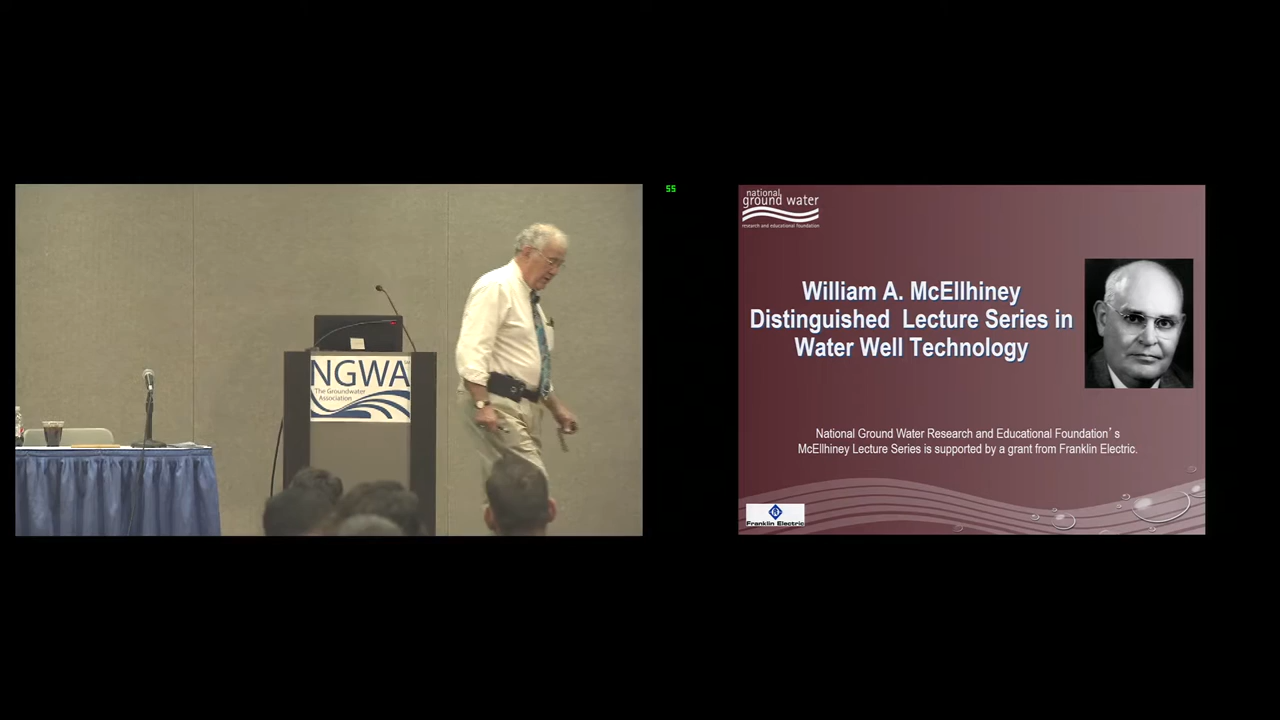 NGWA
The Groundwater
Association
55
national
ground water
research and educational foundation
William A. McEllhiney
Distinguished Lecture Series in
Water Well Technology
National Ground Water Research and Educational Foundation's
McEllhiney Lecture Series is supported by a grant from Franklin Electric.
Franklin Electric